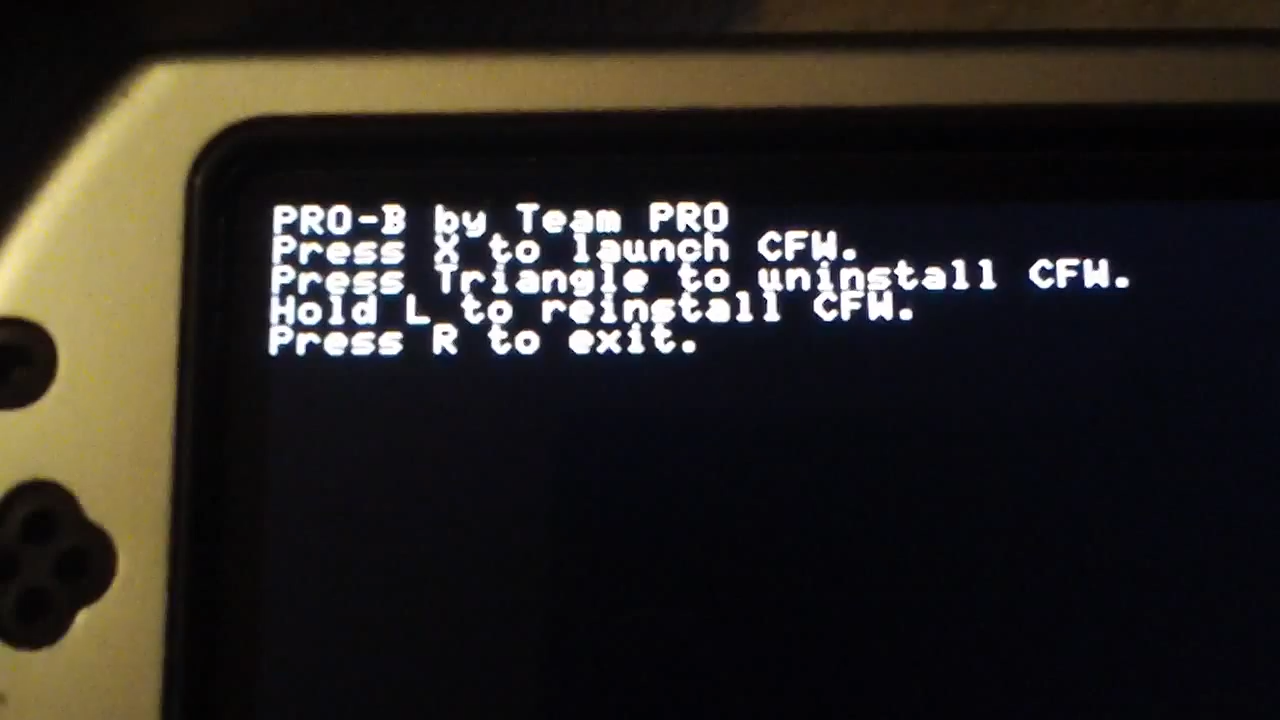 PRO-B by Team PRO
Press X to launch CFW.
Press Triangle to uninstall CFW.
Hold L to reinstall CFW.
Press R to exit.